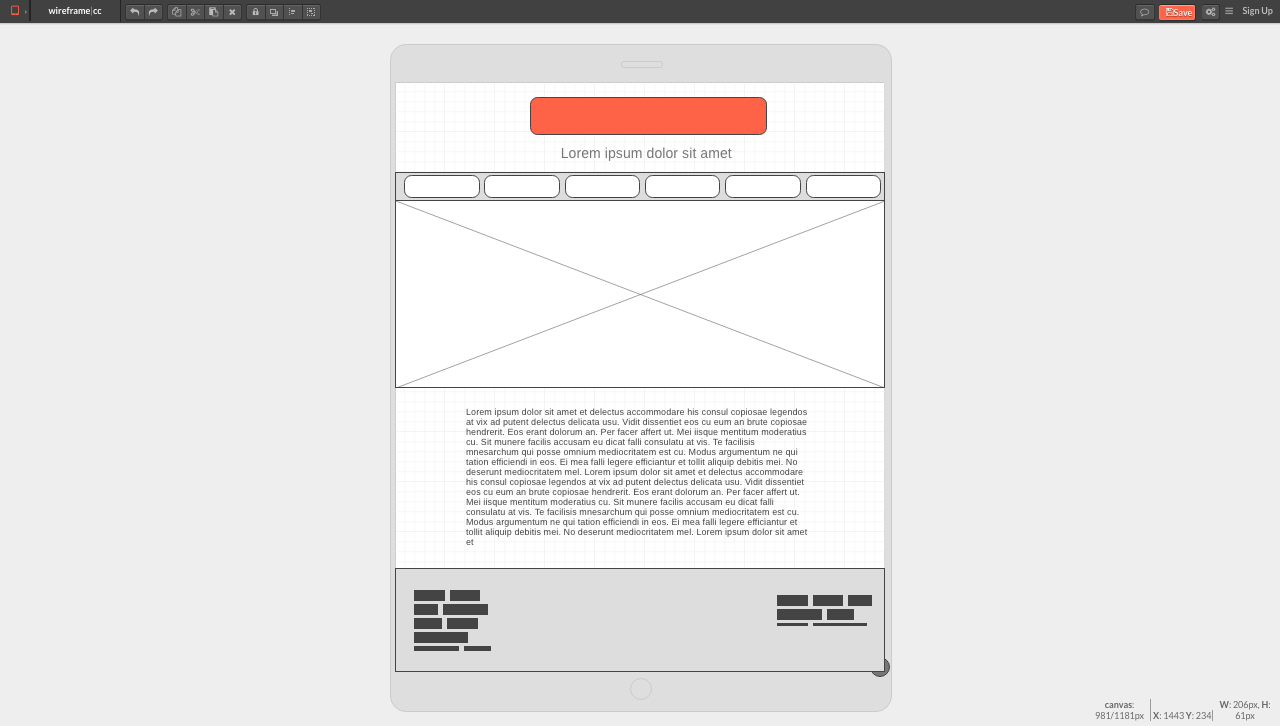 wireframe|cc
Save
Sign Up
Lorem ipsum dolor sit amet
Lorem ipsum dolor sit amet et delectus accommodare his consul copiosae legendos
at vix ad putent delectus delicata usu. Vidit dissentiet eos cu eum an brute copiosae
hendrerit. Eos erant dolorum an. Per facer affert ut. Mei iisque mentitum moderatius
cu. Sit munere facilis accusam eu dicat falli consulatu at vis. Te facilisis
mnesarchum qui posse omnium mediocritatem est cu. Modus argumentum ne qui
tation efficiendi in eos. Ei mea falli legere efficiantur et tollit aliquip debitis mei. No
deserunt mediocritatem mel. Lorem ipsum dolor sit amet et delectus accommodare
his consul copiosae legendos at vix ad putent delectus delicata usu. Vidit dissentiet
eos cu eum an brute copiosae hendrerit. Eos erant dolorum an. Per facer affert ut.
Mei iisque mentitum moderatius cu. Sit munere facilis accusam eu dicat falli
consulatu at vis. Te facilisis mnesarchum qui posse omnium mediocritatem est cu.
Modus argumentum ne qui tation efficiendi in eos. Ei mea falli legere efficiantur et
tollit aliquip debitis mei. No deserunt mediocritatem mel. Lorem ipsum dolor sit amet
et
canvas:
981/1181px
X: 1443 Y: 234
W: 206px, H:
61px